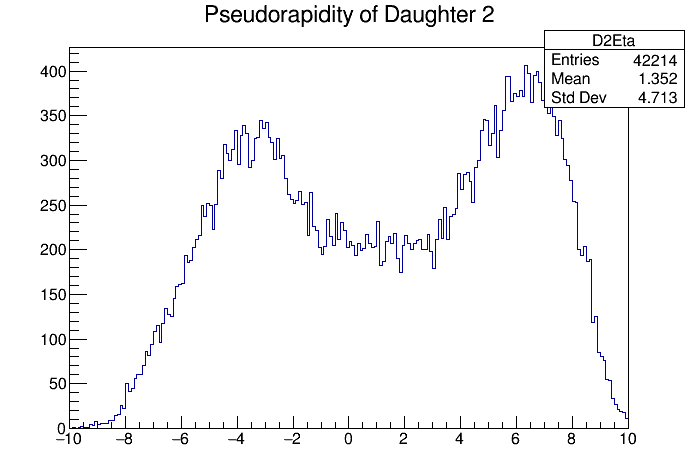 Pseudorapidity of Daughter 2
D2Eta
Entries 42214
Mean 1.352
Std Dev 4.713
400
350
300
250
200
150
100
50
0
−10 −8 −6 −4 −2 0 2 4 6 8 10